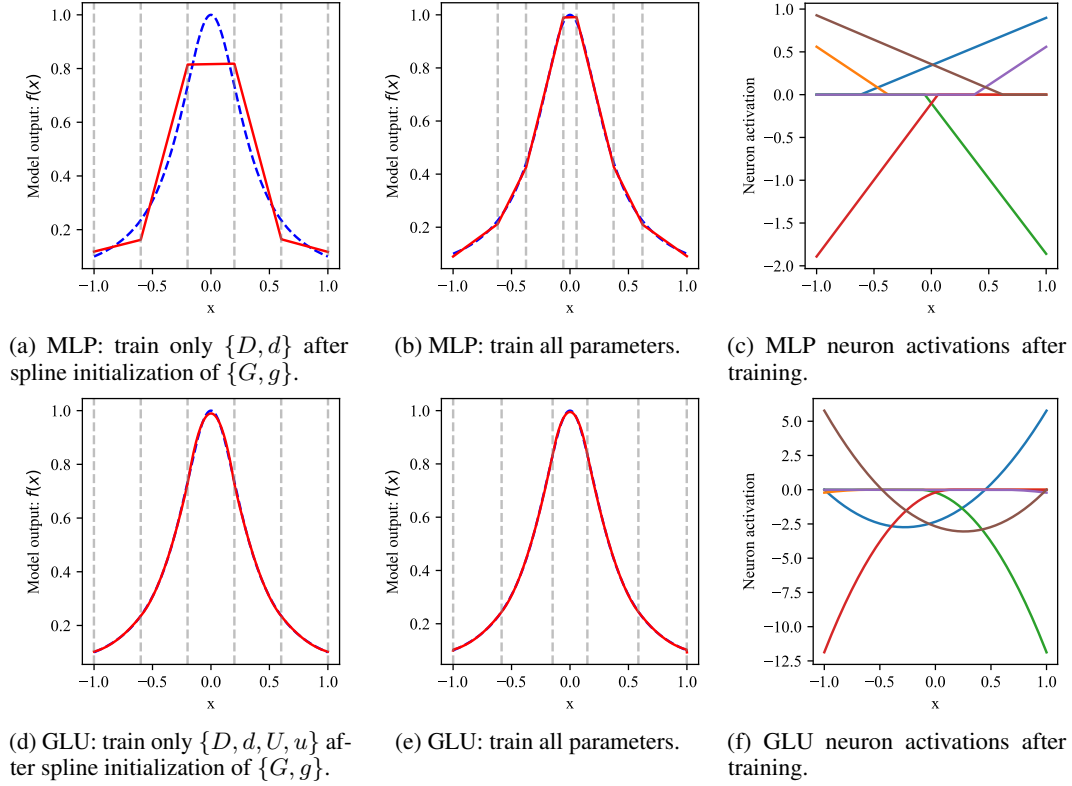 1.0
0.8
0.6
0.4
0.2
Model output: f(x)
−1.0 −0.5 0.0 0.5 1.0
x
1.0
0.8
0.6
0.4
0.2
Model output: f(x)
−1.0 −0.5 0.0 0.5 1.0
x
0.5
0.0
−0.5
−1.0
−1.5
−2.0
Neuron activation
−1.0 −0.5 0.0 0.5 1.0
x
(a) MLP: train only {D, d} after
spline initialization of {G, g}.
(b) MLP: train all parameters.
(c) MLP neuron activations after
training.
1.0
0.8
0.6
0.4
0.2
Model output: f(x)
−1.0 −0.5 0.0 0.5 1.0
x
1.0
0.8
0.6
0.4
0.2
Model output: f(x)
−1.0 −0.5 0.0 0.5 1.0
x
5.0
2.5
0.0
−2.5
−5.0
−7.5
−10.0
−12.5
Neuron activation
−1.0 −0.5 0.0 0.5 1.0
x
(d) GLU: train only {D, d, U, u} af-
ter spline initialization of {G, g}.
(e) GLU: train all parameters.
(f) GLU neuron activations after
training.